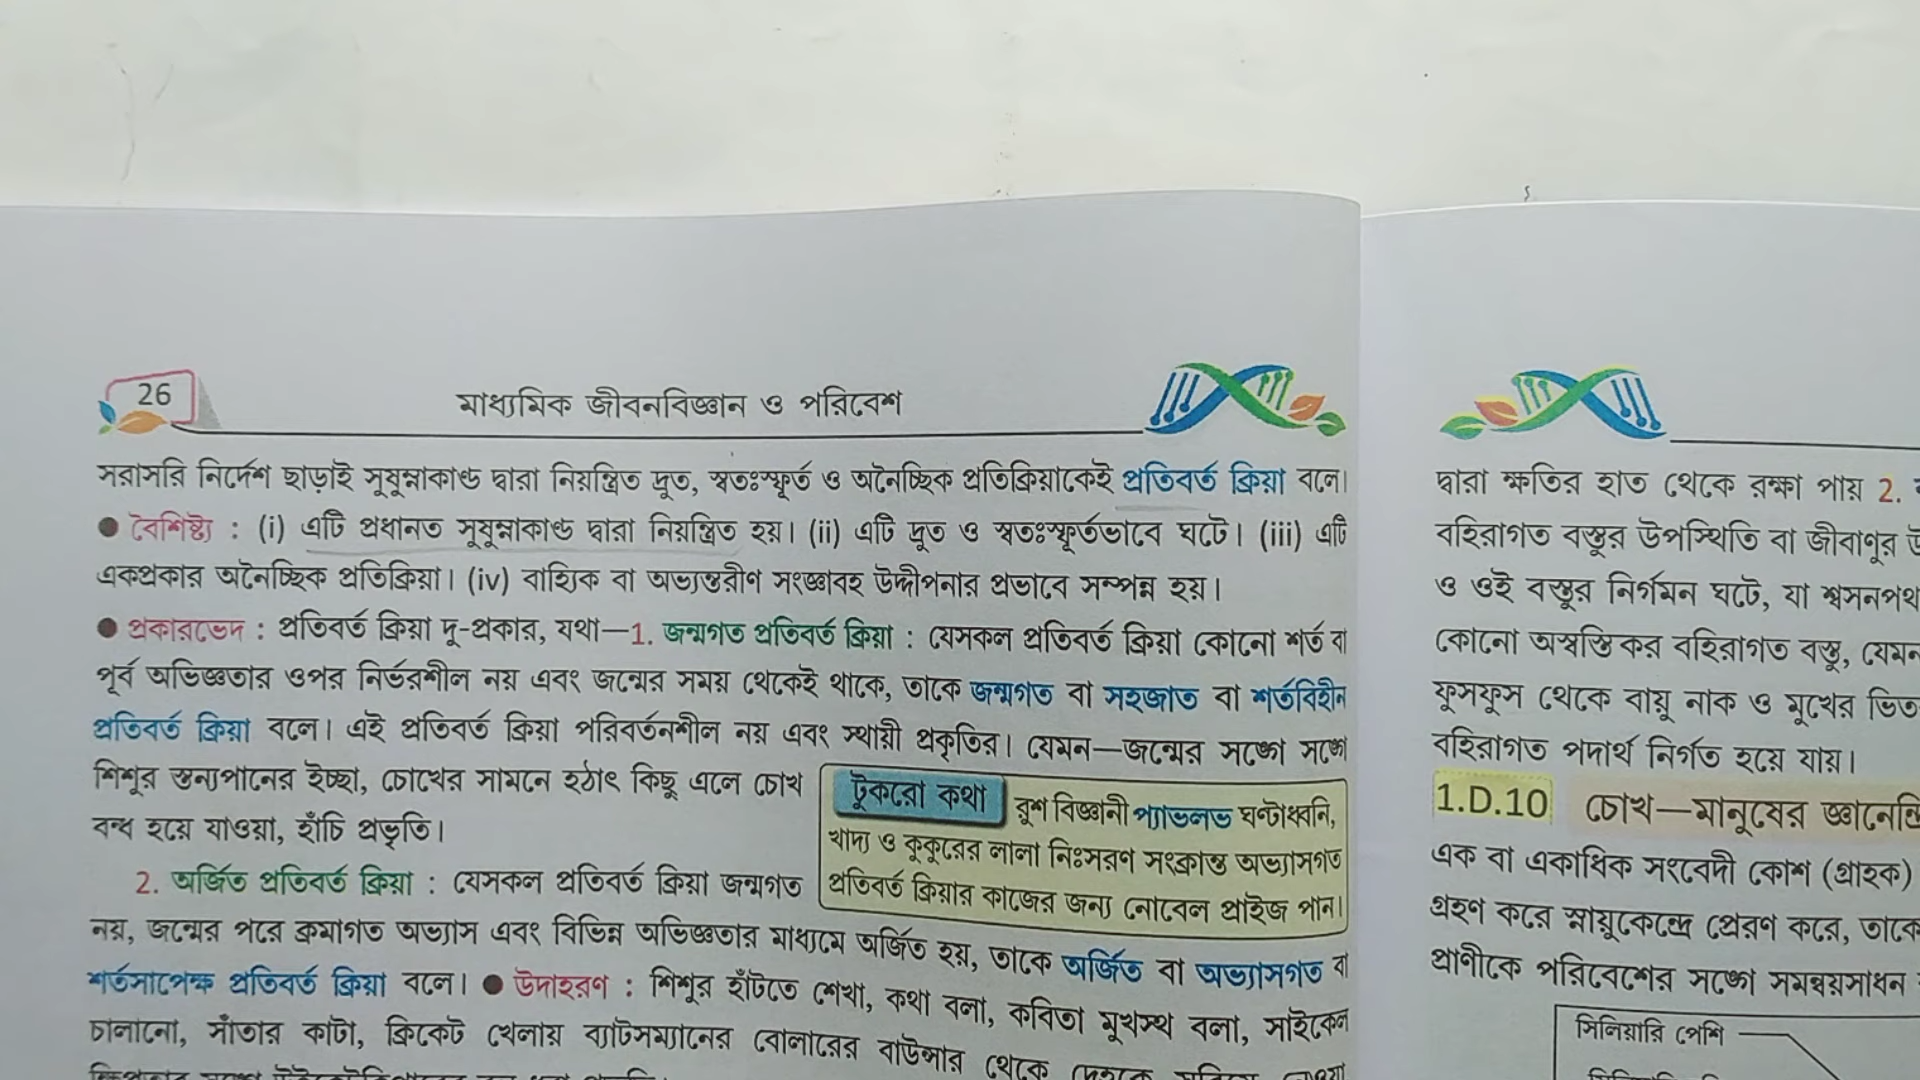 26
মাধ্যমিক জীবনবিজ্ঞান ও পরিবেশ
সরাসরি নির্দেশ ছাড়াই সুষুম্নাকাণ্ড দ্বারা নিয়ন্ত্রিত দ্রুত, স্বতঃস্ফূর্ত ও অনৈচ্ছিক প্রতিক্রিয়াকেই প্রতিবর্ত ক্রিয়া বলে।
● বৈশিষ্ট্য : (i) এটি প্রধানত সুষুম্নাকাণ্ড দ্বারা নিয়ন্ত্রিত হয়। (ii) এটি দ্রুত ও স্বতঃস্ফূর্তভাবে ঘটে। (iii) এটি
একপ্রকার অনৈচ্ছিক প্রতিক্রিয়া। (iv) বাহ্যিক বা অভ্যন্তরীণ সংজ্ঞাবহ উদ্দীপনার প্রভাবে সম্পন্ন হয়।
● প্রকারভেদ : প্রতিবর্ত ক্রিয়া দু-প্রকার, যথা—1. জন্মগত প্রতিবর্ত ক্রিয়া : যেসকল প্রতিবর্ত ক্রিয়া কোনো শর্ত বা
পূর্ব অভিজ্ঞতার ওপর নির্ভরশীল নয় এবং জন্মের সময় থেকেই থাকে, তাকে জন্মগত বা সহজাত বা শর্তবিহীন
প্রতিবর্ত ক্রিয়া বলে। এই প্রতিবর্ত ক্রিয়া পরিবর্তনশীল নয় এবং স্থায়ী প্রকৃতির। যেমন—জন্মের সঙ্গে সঙ্গে
শিশুর স্তন্যপানের ইচ্ছা, চোখের সামনে হঠাৎ কিছু এলে চোখ
বন্ধ হয়ে যাওয়া, হাঁচি প্রভৃতি।
টুকরো কথা রুশ বিজ্ঞানী প্যাভলভ ঘণ্টাধ্বনি,
খাদ্য ও কুকুরের লালা নিঃসরণ সংক্রান্ত অভ্যাসগত
প্রতিবর্ত ক্রিয়ার কাজের জন্য নোবেল প্রাইজ পান।
2. অর্জিত প্রতিবর্ত ক্রিয়া : যেসকল প্রতিবর্ত ক্রিয়া জন্মগত
নয়, জন্মের পরে ক্রমাগত অভ্যাস এবং বিভিন্ন অভিজ্ঞতার মাধ্যমে অর্জিত হয়, তাকে অর্জিত বা অভ্যাসগত বা
শর্তসাপেক্ষ প্রতিবর্ত ক্রিয়া বলে। ● উদাহরণ : শিশুর হাঁটতে শেখা, কথা বলা, কবিতা মুখস্থ বলা, সাইকেল
চালানো, সাঁতার কাটা, ক্রিকেট খেলায় ব্যাটসম্যানের বোলারের বাউন্সার থেকে
দ্বারা ক্ষতির হাত থেকে রক্ষা পায় 2.
বহিরাগত বস্তুর উপস্থিতি বা জীবাণুর
ও ওই বস্তুর নির্গমন ঘটে, যা শ্বসনপথ
কোনো অস্বস্তিকর বহিরাগত বস্তু, যেমন
ফুসফুস থেকে বায়ু নাক ও মুখের ভিত
বহিরাগত পদার্থ নির্গত হয়ে যায়।
1.D.10 চোখ—মানুষের জ্ঞানেন্দ্রি
এক বা একাধিক সংবেদী কোশ (গ্রাহক)
গ্রহণ করে স্নায়ুকেন্দ্রে প্রেরণ করে, তাকে
প্রাণীকে পরিবেশের সঙ্গে সমন্বয়সাধন
সিলিয়ারি পেশি